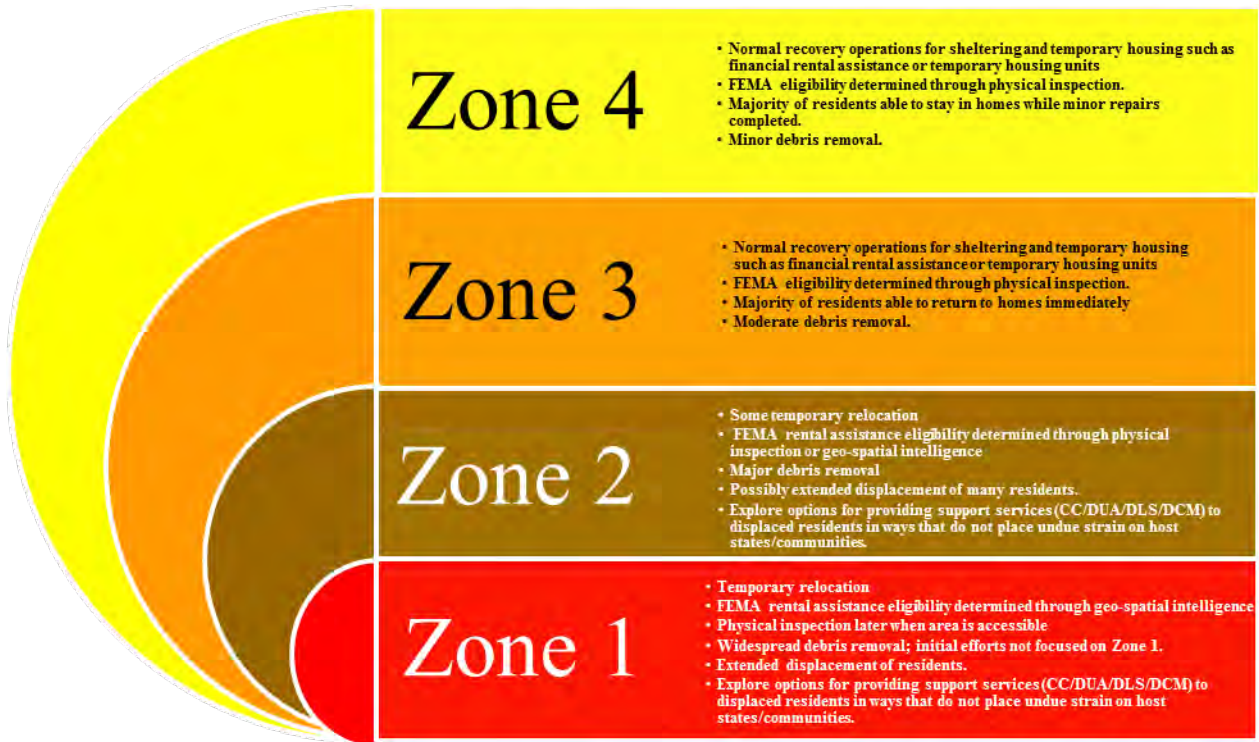 Zone 4
• Normal recovery operations for sheltering and temporary housing such as
financial rental assistance or temporary housing units
• FEMA eligibility determined through physical inspection.
• Majority of residents able to stay in homes while minor repairs
completed.
• Minor debris removal.
Zone 3
• Normal recovery operations for sheltering and temporary housing
such as financial rental assistance or temporary housing units
• FEMA eligibility determined through physical inspection.
• Majority of residents able to return to homes immediately
• Moderate debris removal.
Zone 2
• Some temporary relocation
• FEMA rental assistance eligibility determined through physical
inspection or geo-spatial intelligence
• Major debris removal
• Possibly extended displacement of many residents.
• Explore options for providing support services (CC/DUA/DLS/DCM) to
displaced residents in ways that do not place undue strain on host
states/communities.
Zone 1
• Temporary relocation
• FEMA rental assistance eligibility determined through geo-spatial intelligence
• Physical inspection later when area is accessible
• Widespread debris removal; initial efforts not focused on Zone 1.
• Extended displacement of residents.
• Explore options for providing support services (CC/DUA/DLS/DCM) to
displaced residents in ways that do not place undue strain on host
states/communities.